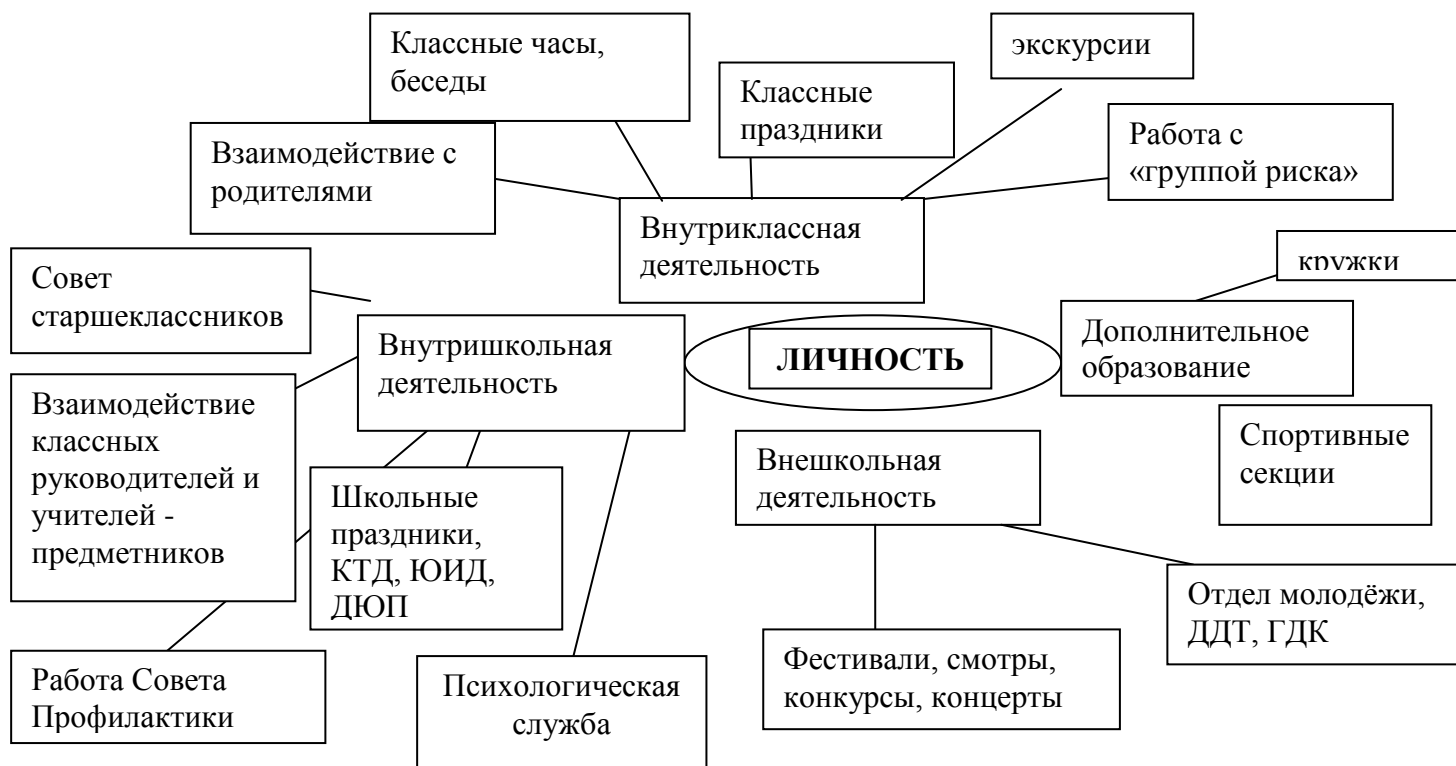 Классные часы,
беседы
экскурсии
Классные
праздники
Работа с
«группой риска»
Взаимодействие с
родителями
Внутриклассная
деятельность
Совет
старшеклассников
кружки
Внутришкольная
деятельность
ЛИЧНОСТЬ
Дополнительное
образование
Взаимодействие
классных
руководителей и
учителей -
предметников
Спортивные
секции
Внешкольная
деятельность
Школьные
праздники,
КТД, ЮИД,
ДЮП
Отдел молодёжи,
ДДТ, ГДК
Фестивали, смотры,
конкурсы, концерты
Работа Совета
Профилактики
Психологическая
служба